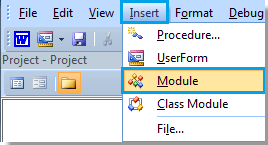 File Edit View Insert Format Debug
Procedure...
UserForm
Project - Project
Module
Class Module
File...